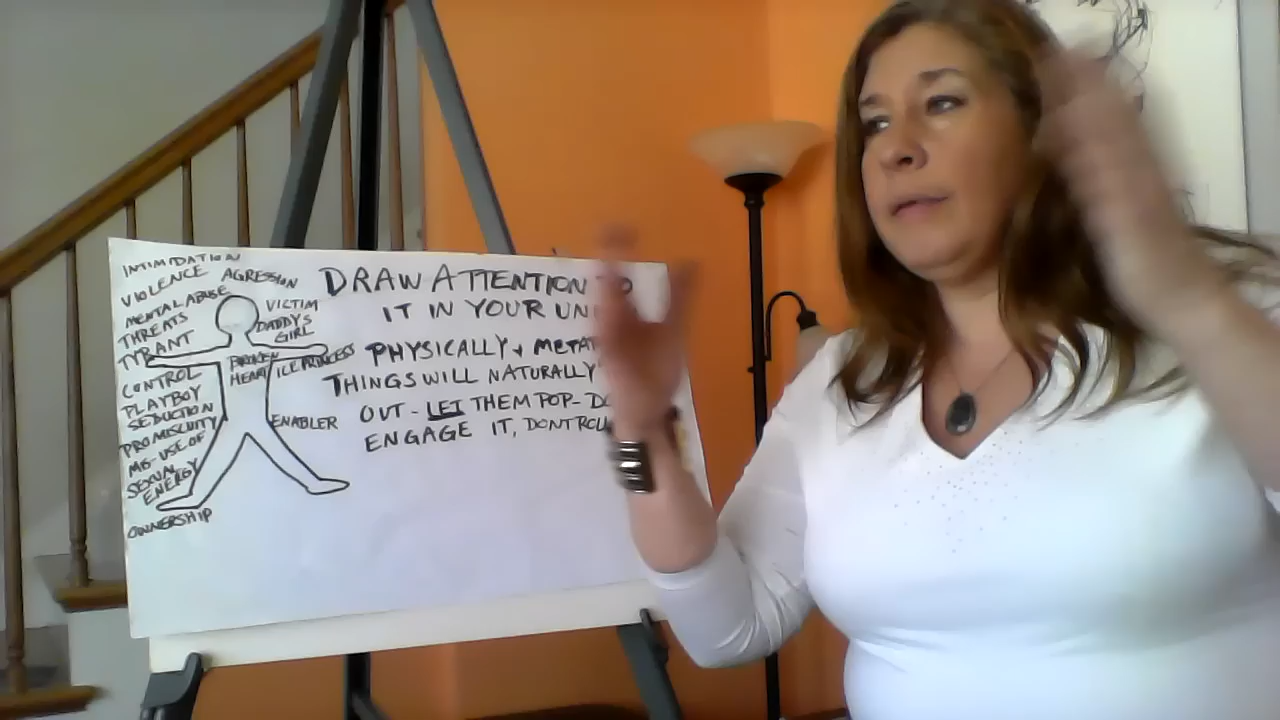 INTIMIDATION
VIOLENCE AGRESSION
MENTAL ABUSE
THREATS
TYRANT
CONTROL
PLAYBOY
SEDUCTION
PROMISCUITY
MIS-USE OF
SEXUAL
ENERGY
OWNERSHIP
VICTIM
DADDY'S
GIRL
BROKEN
HEART
ICE PRINCESS
ENABLER
DRAW ATTENTION TO
IT IN YOUR
PHYSICALLY +
THINGS WILL NATURALLY
OUT - LET THEM POP -
ENGAGE IT, DONT